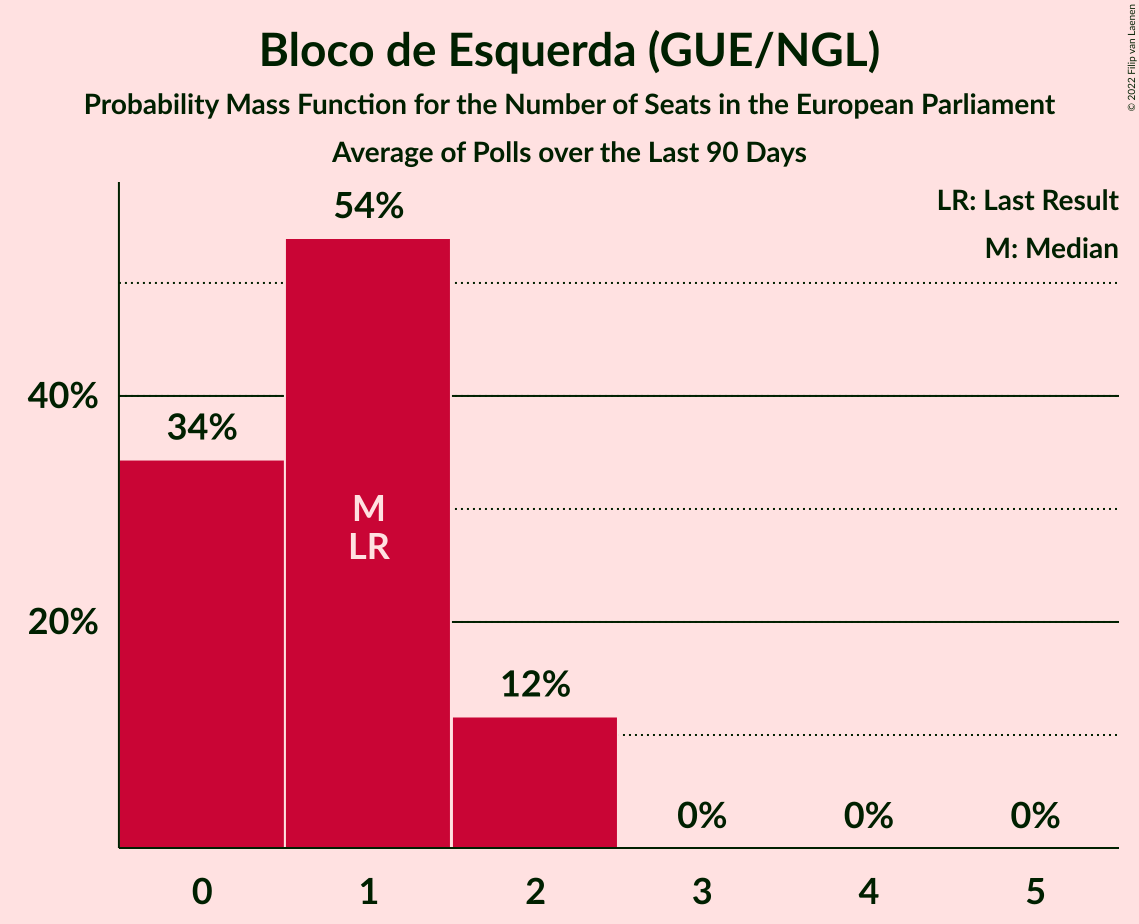 Bloco de Esquerda (GUE/NGL)
Probability Mass Function for the Number of Seats in the European Parliament
Average of Polls over the Last 90 Days
© 2022 Filip van Laenen
LR: Last Result
M: Median
54%
40%
34%
M
LR
20%
12%
0%
0%
0%
0
1
2
3
4
5